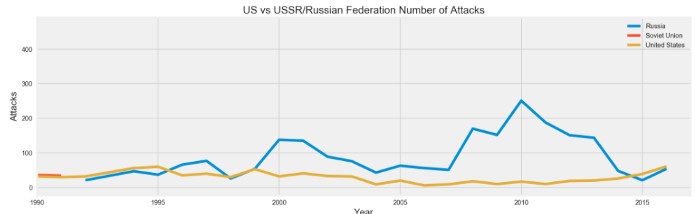 US vs USSR/Russian Federation Number of Attacks
Russia
Soviet Union
United States
400
300
200
100
0
Attacks
1990
1995
2000
2005
2010
2015
Year